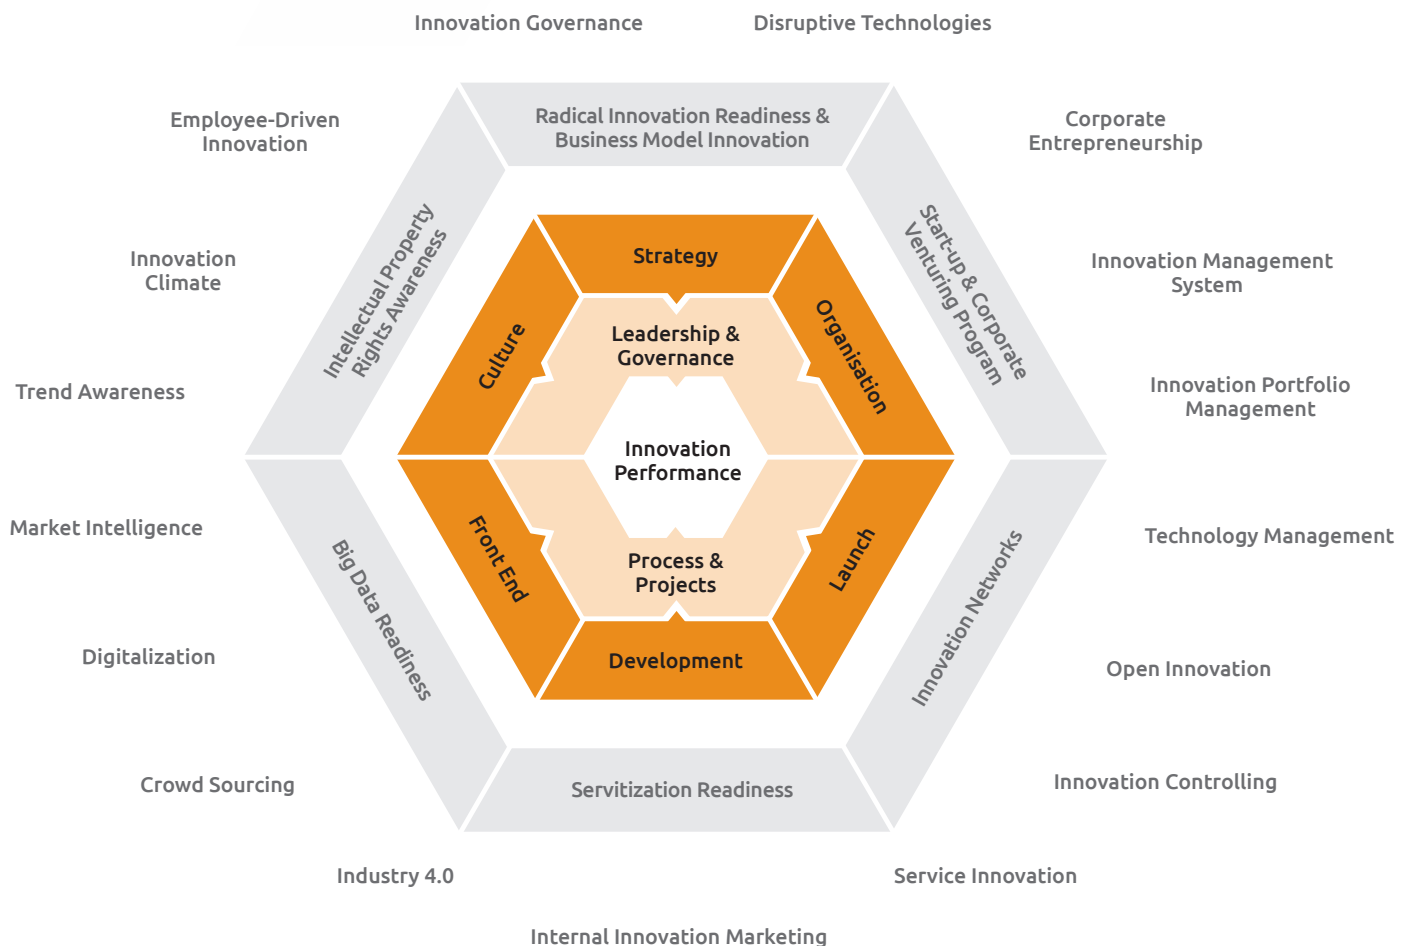 Innovation Governance
Disruptive Technologies
Employee-Driven
Innovation
Radical Innovation Readiness &
Business Model Innovation
Corporate
Entrepreneurship
Innovation
Climate
Intellectual Property
Rights Awareness
Strategy
Start-up & Corporate
Venturing Program
Innovation Management
System
Culture
Leadership &
Governance
Organisation
Trend Awareness
Innovation Portfolio
Management
Innovation
Performance
Market Intelligence
Big Data Readiness
Front End
Process &
Projects
Launch
Innovation Networks
Technology Management
Digitalization
Development
Open Innovation
Crowd Sourcing
Servitization Readiness
Innovation Controlling
Industry 4.0
Service Innovation
Internal Innovation Marketing